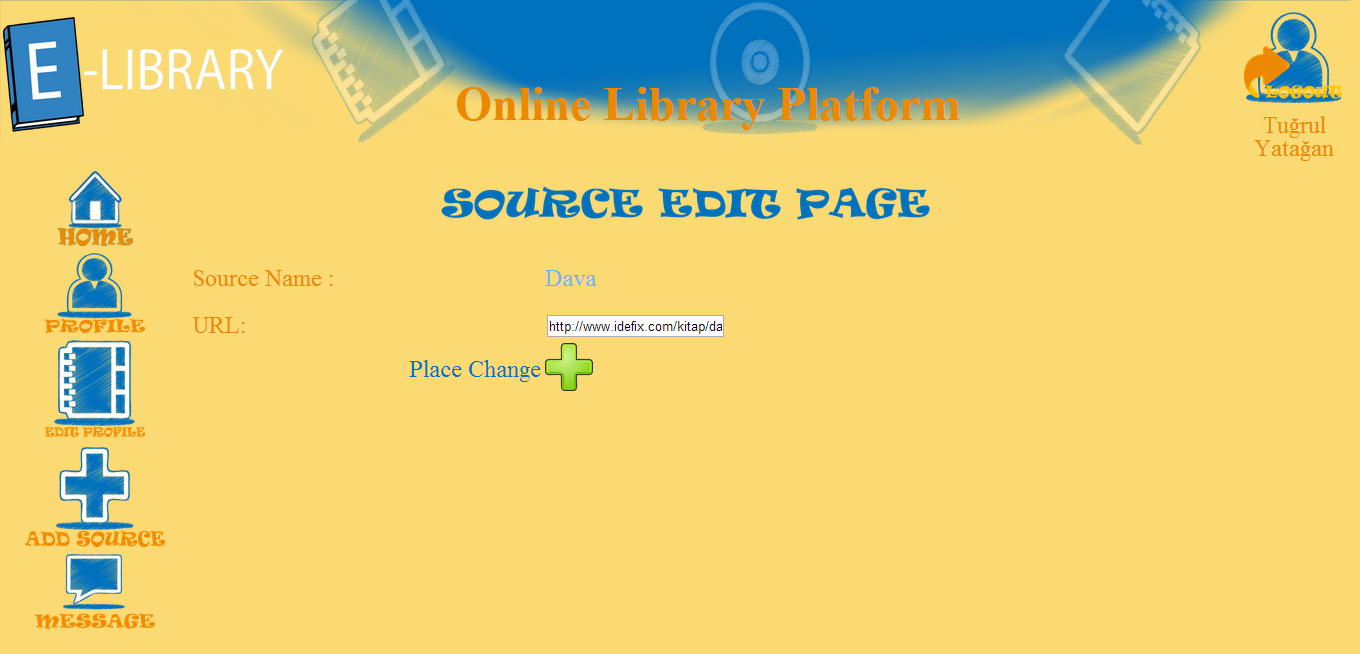 E-LIBRARY
Online Library Platform
LOGOUT
Tuğrul
Yatağan
SOURCE EDIT PAGE
HOME
PROFILE
EDIT PROFILE
ADD SOURCE
MESSAGE
Source Name : Dava
URL: http://www.idefix.com/kitap/da
Place Change